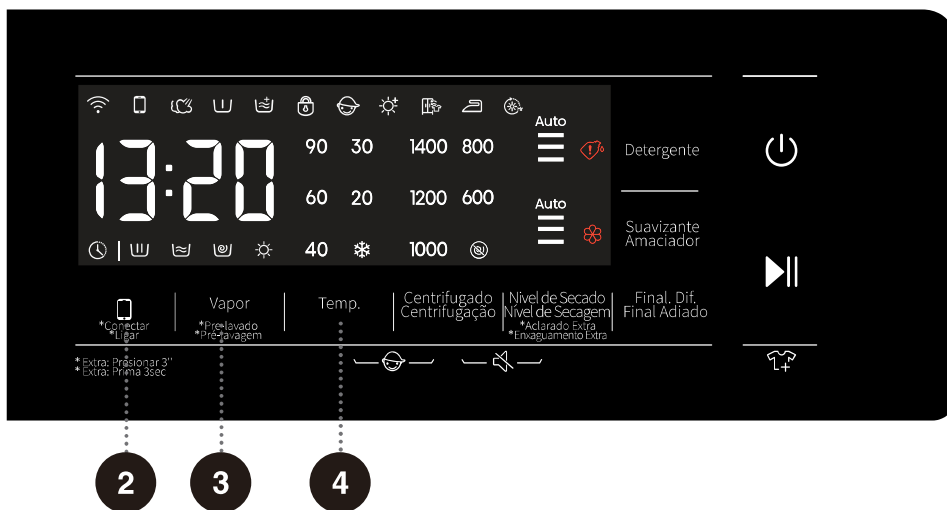 Auto
13:20
90 30 1400 800
Detergente
60 20 1200 600
Auto
Suavizante
Amaciador
40 1000
Vapor
*Prelavado
*Pré-lavagem
Temp.
Centrifugado
Centrifugação
Nivel de Secado
Nível de Secagem
*Aclarado Extra
*Enxaguamento Extra
Final. Dif.
Final Adiado
*Conectar
*Ligar
* Extra: Presionar 3''
* Extra: Prima 3sec
2 3 4